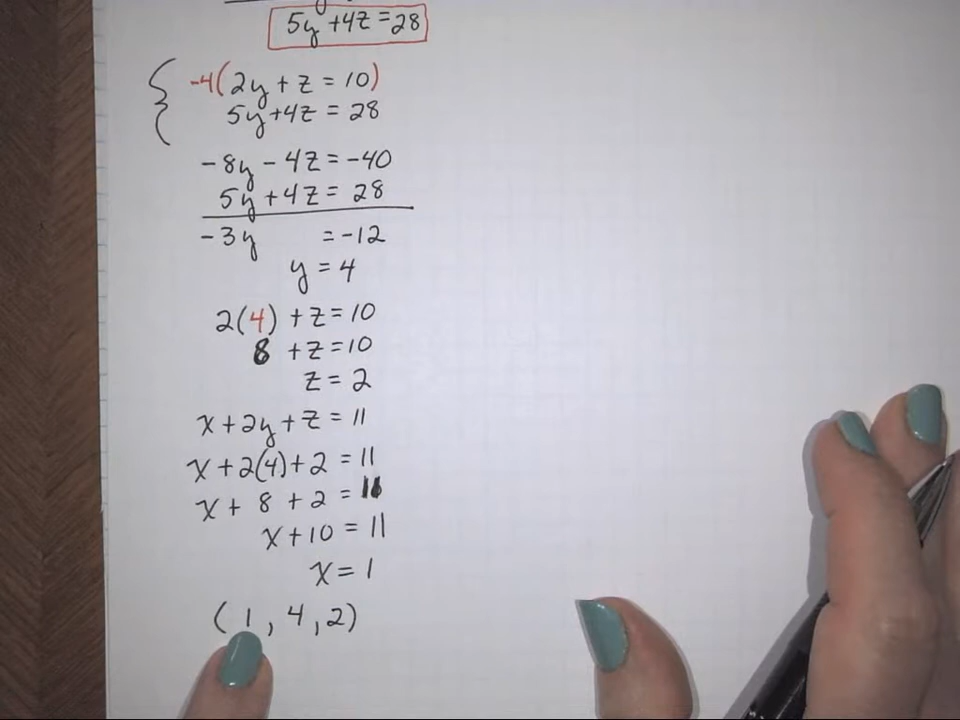 5y+4z=28
-4(2y+z=10)
5y+4z=28
-8y-4z=-40
5y+4z=28
-3y =-12
y=4
2(4)+z=10
8+z=10
z=2
x+2y+z=11
x+2(4)+2=11
x+8+2=11
x+10=11
x=1
(1,4,2)